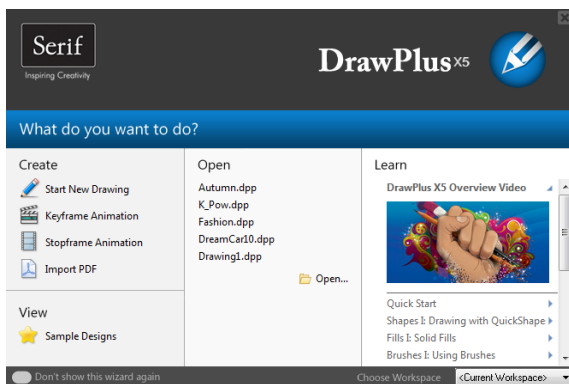 Serif
Inspiring Creativity
DrawPlus X5
What do you want to do?
Create
Start New Drawing
Keyframe Animation
Stopframe Animation
Import PDF
View
Sample Designs
Open
Autumn.dpp
K_Pow.dpp
Fashion.dpp
DreamCar10.dpp
Drawing1.dpp
Open...
Learn
DrawPlus X5 Overview Video
Quick Start
Shapes I: Drawing with QuickShape
Fills I: Solid Fills
Brushes I: Using Brushes
Don't show this wizard again
Choose Workspace
<Current Workspace>